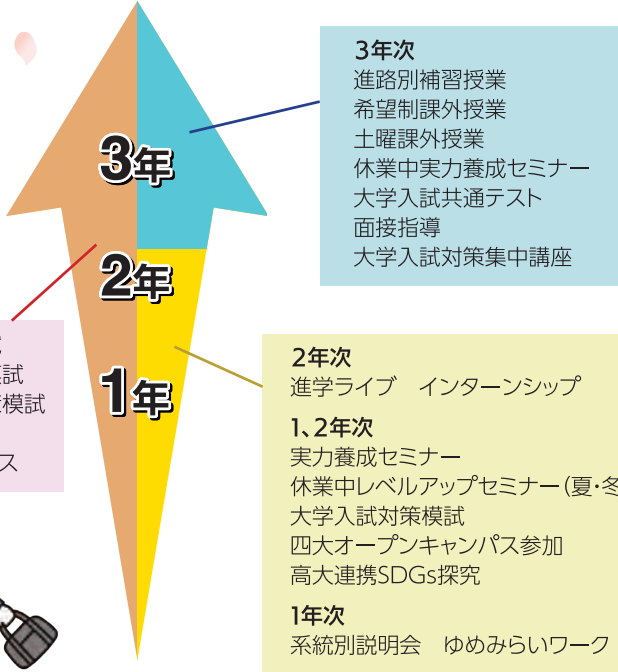 3年
2年
1年
3年次
進路別補習授業
希望制課外授業
土曜課外授業
休業中実力養成セミナー
大学入試共通テスト
面接指導
大学入試対策集中講座
試
模試
ス
2年次
進学ライブ　インターンシップ
1、2年次
実力養成セミナー
休業中レベルアップセミナー（夏・冬
大学入試対策模試
四大オープンキャンパス参加
高大連携SDGs探究
1年次
系統別説明会　ゆめみらいワーク